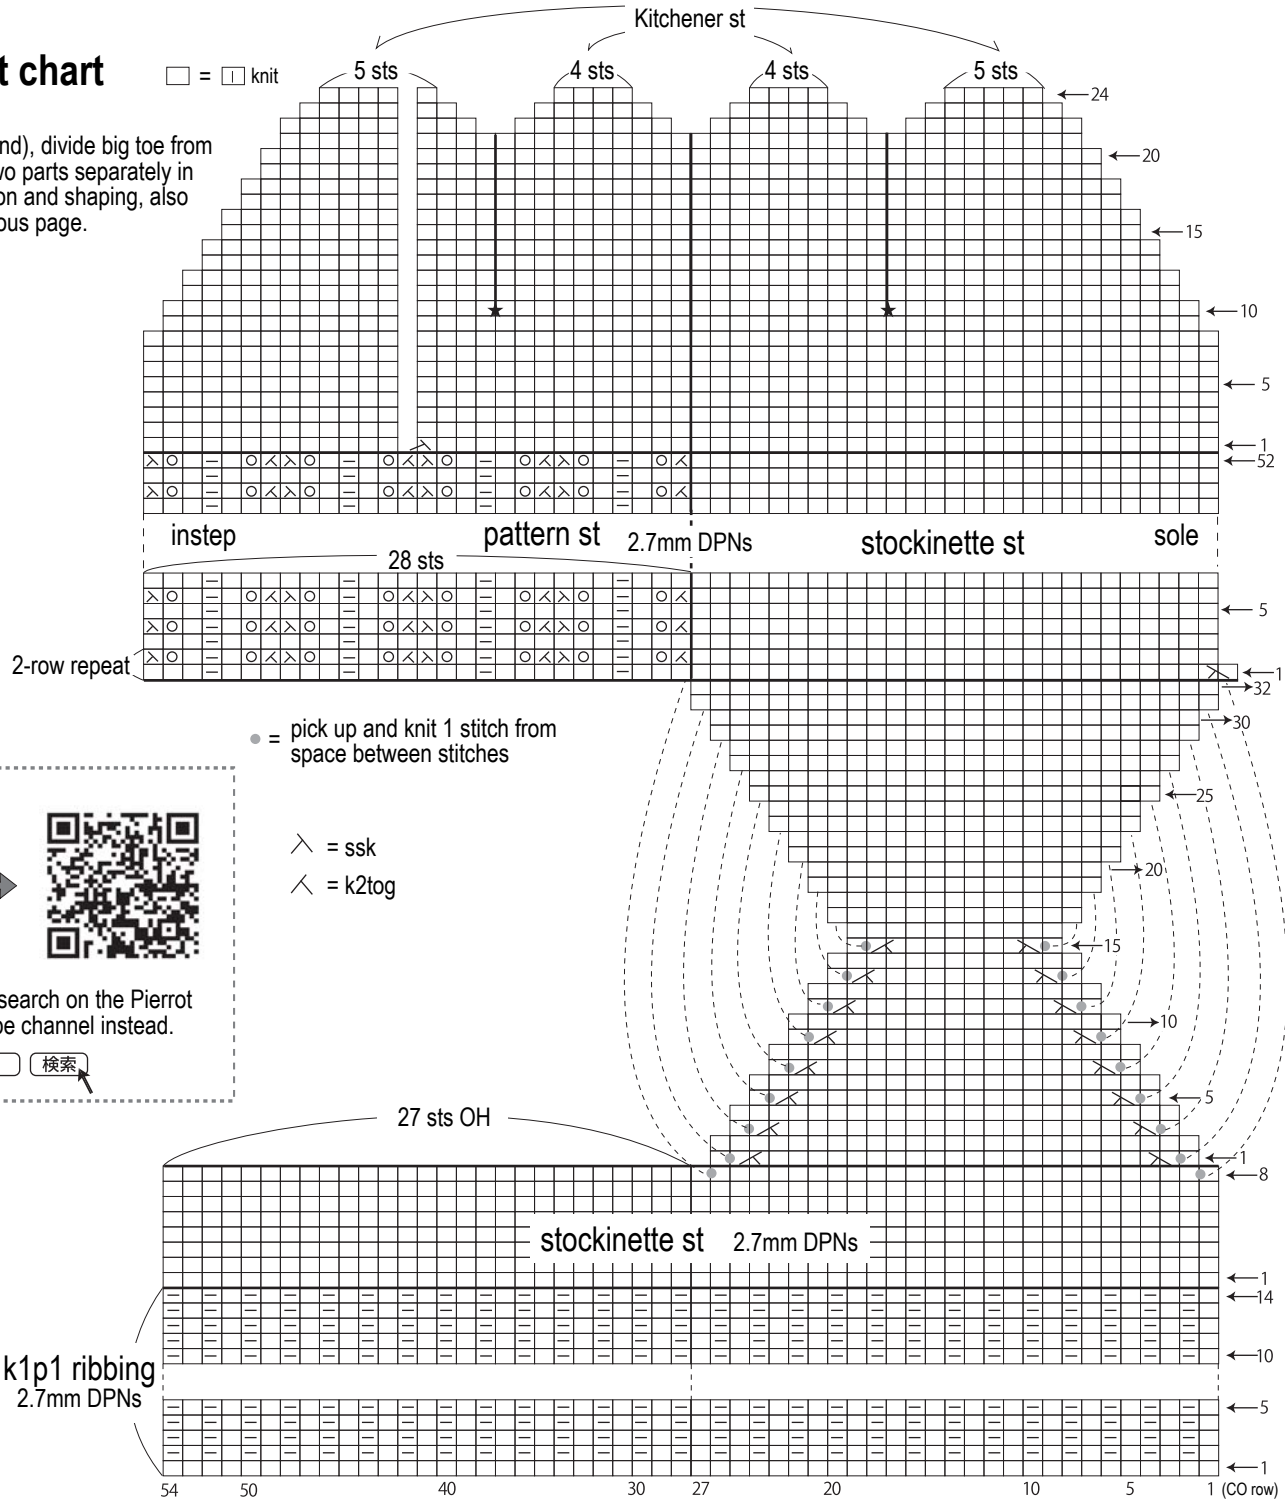 Kitchener st
t chart
= knit
5 sts
4 sts
4 sts
5 sts
24
nd), divide big toe from
vo parts separately in
on and shaping, also
ous page.
20
15
10
5
1
52
instep
pattern st
2.7mm DPNs
stockinette st
sole
28 sts
5
2-row repeat
1
32
30
= pick up and knit 1 stitch from
space between stitches
25
= ssk
= k2tog
20
15
search on the Pierrot
be channel instead.
10
検索
5
27 sts OH
1
8
stockinette st 2.7mm DPNs
1
14
k1p1 ribbing
2.7mm DPNs
10
5
1
54 50 40 30 27 20 10 5 1 (CO row)